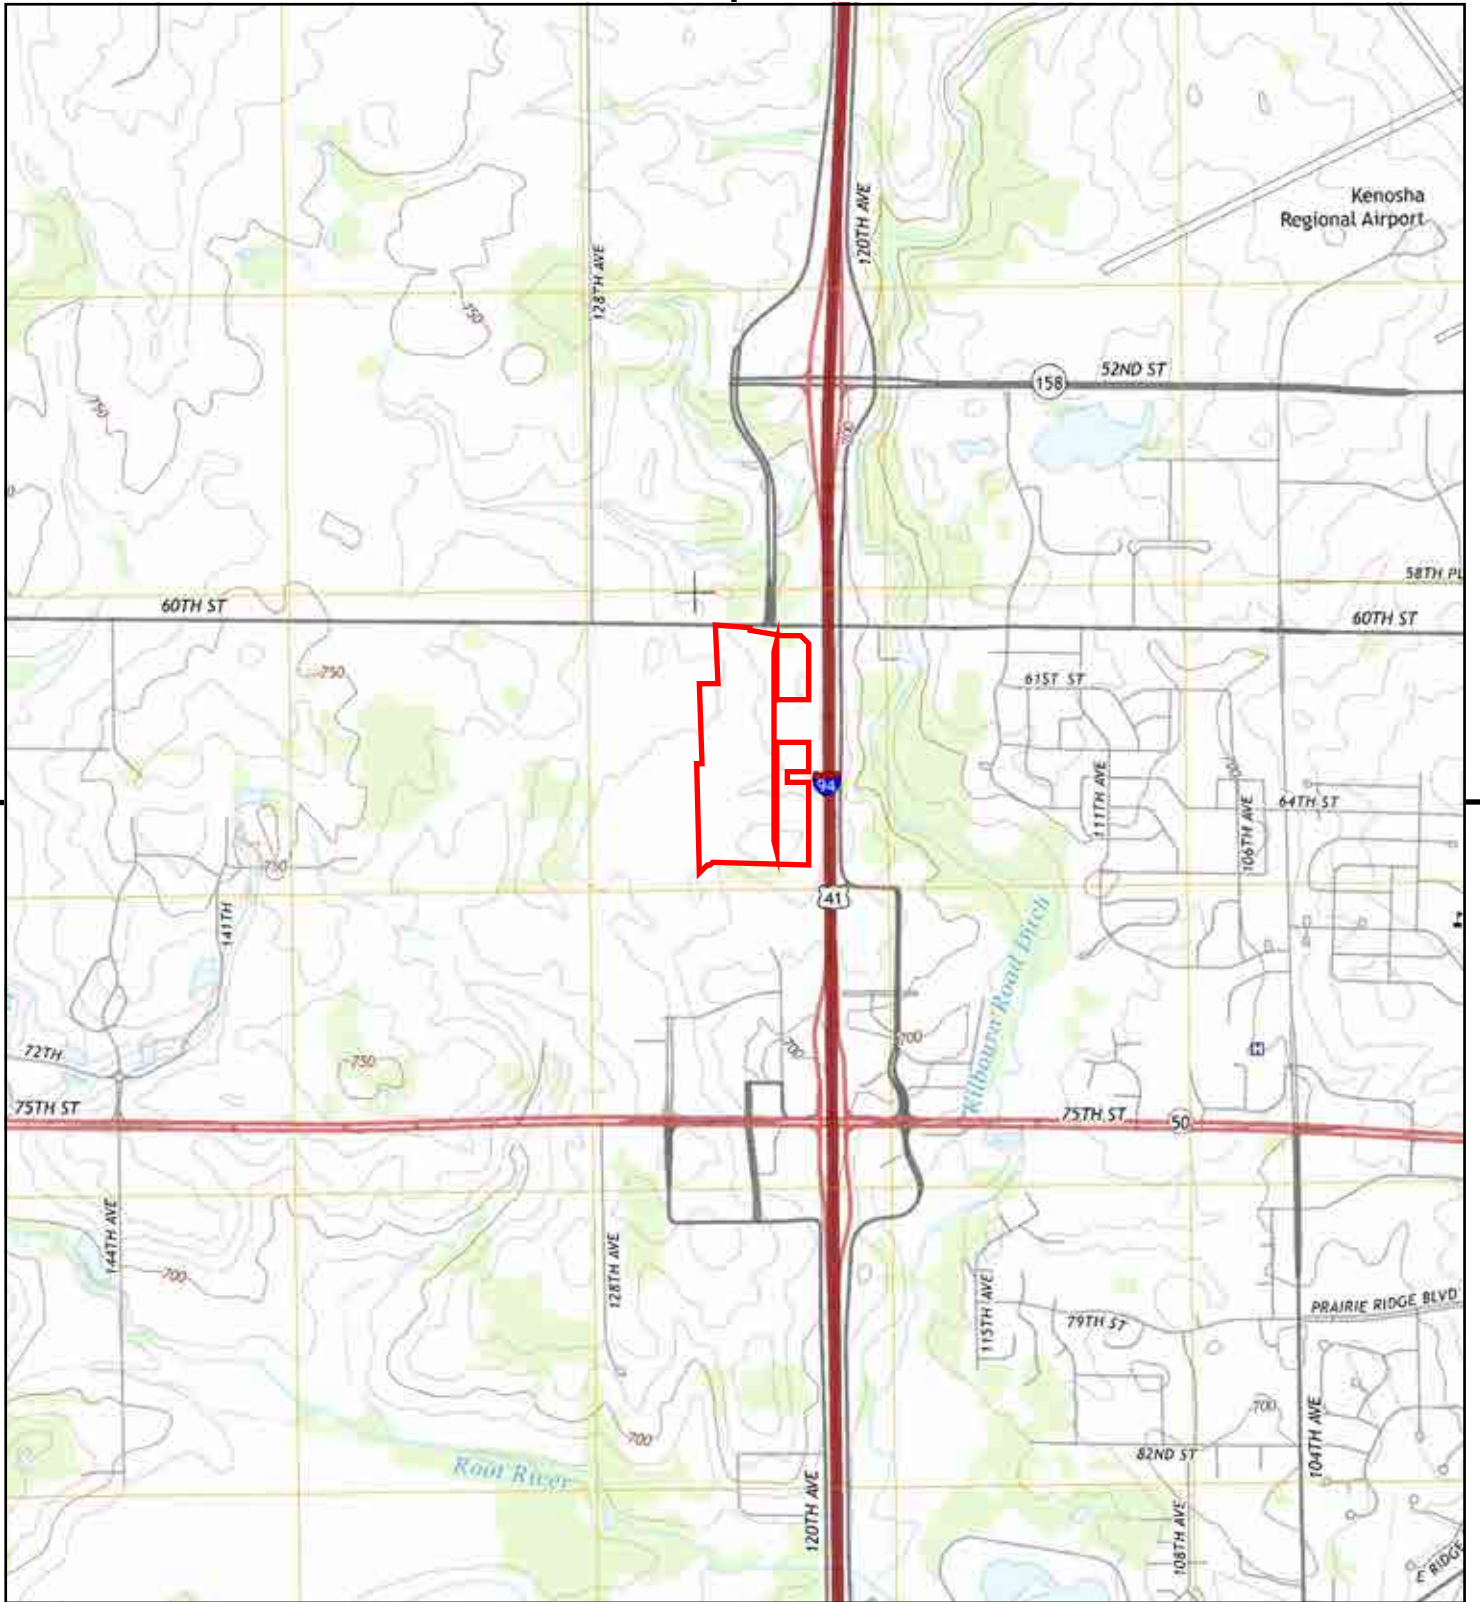 120TH AVE
Kenosha
Regional Airport
128TH AVE
750
52ND ST
158
750
700
58TH PL
60TH ST
60TH ST
750
61ST ST
94
111TH AVE
64TH ST
106TH AVE
750
41
141TH
Kilbourn Road Ditch
700
700
H
72TH
750
75TH ST
75TH ST
50
144TH AVE
128TH AVE
700
115TH AVE
79TH ST
PRAIRIE RIDGE BLVD
700
700
104TH AVE
82ND ST
Root River
120TH AVE
108TH AVE
E RIDGE